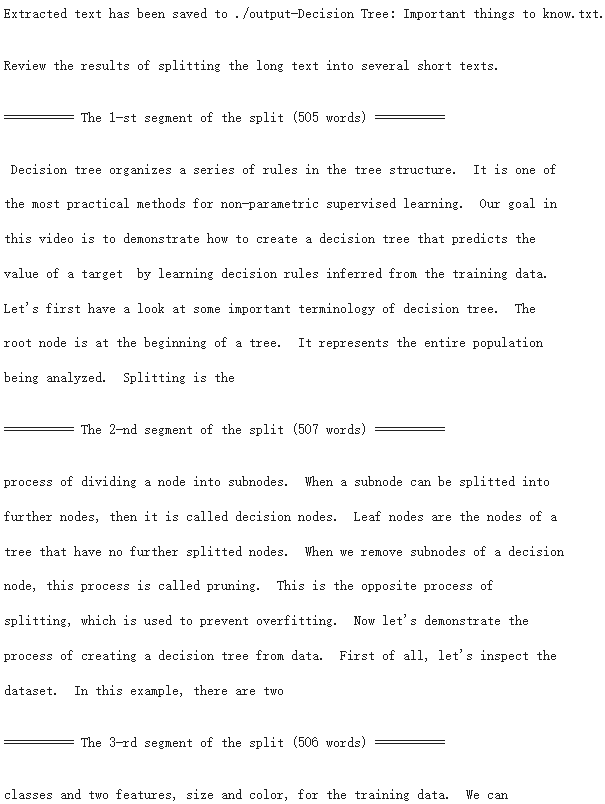 Extracted text has been saved to ./output-Decision Tree: Important things to know.txt.
Review the results of splitting the long text into several short texts.
========== The 1-st segment of the split (505 words) ==========
Decision tree organizes a series of rules in the tree structure.  It is one of
the most practical methods for non-parametric supervised learning.  Our goal in
this video is to demonstrate how to create a decision tree that predicts the
value of a target  by learning decision rules inferred from the training data.
Let's first have a look at some important terminology of decision tree.  The
root node is at the beginning of a tree.  It represents the entire population
being analyzed.  Splitting is the
========== The 2-nd segment of the split (507 words) ==========
process of dividing a node into subnodes.  When a subnode can be splitted into
further nodes, then it is called decision nodes.  Leaf nodes are the nodes of a
tree that have no further splitted nodes.  When we remove subnodes of a decision
node, this process is called pruning.  This is the opposite process of
splitting, which is used to prevent overfitting.  Now let's demonstrate the
process of creating a decision tree from data.  First of all, let's inspect the
dataset.  In this example, there are two
========== The 3-rd segment of the split (506 words) ==========
classes and two features, size and color, for the training data.  We can